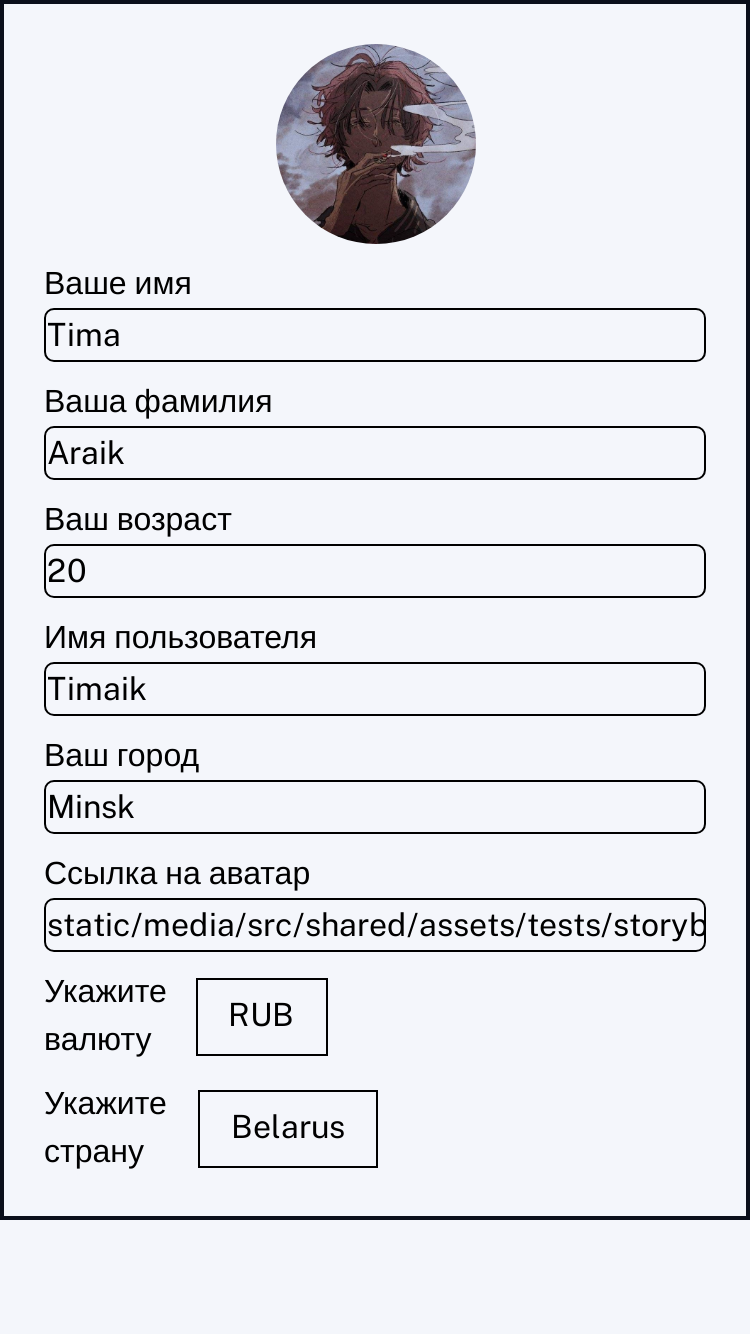 Ваше имя
Tima
Ваша фамилия
Araik
Ваш возраст
20
Имя пользователя
Timaik
Ваш город
Minsk
Ссылка на аватар
static/media/src/shared/assets/tests/storyb
Укажите
валюту
RUB
Укажите
страну
Belarus